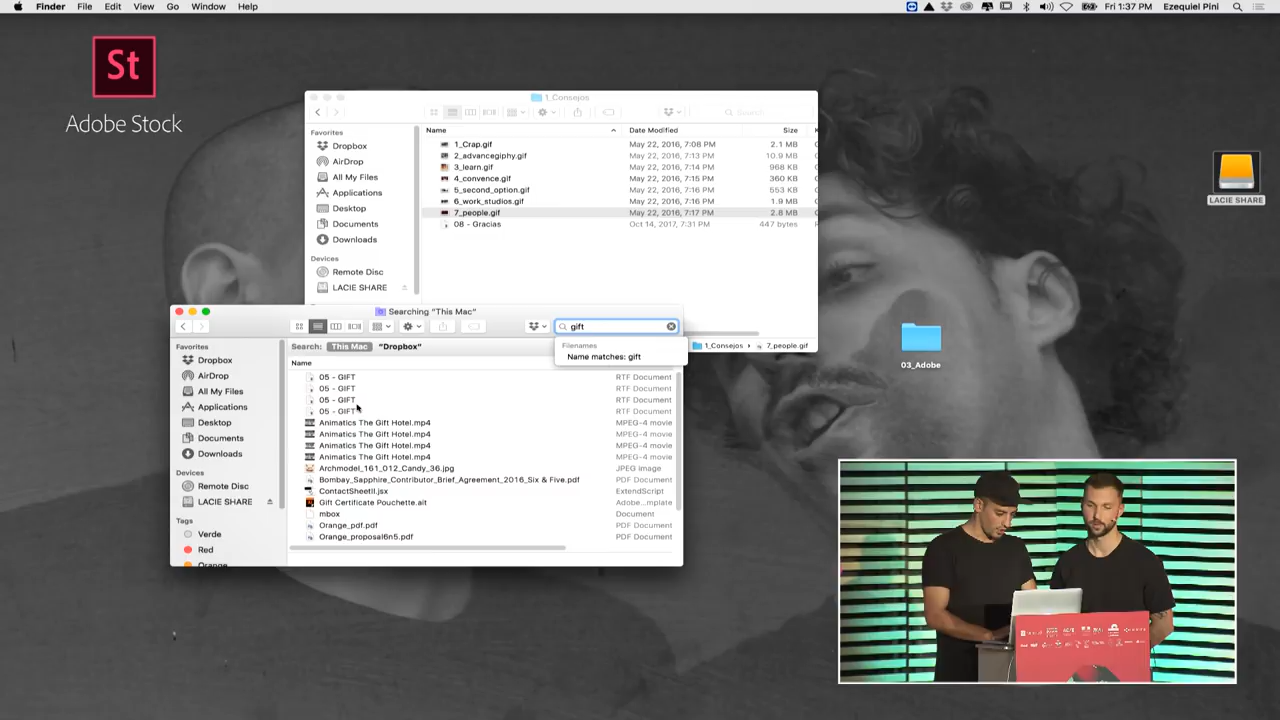 Finder File Edit View Go Window Help
Fri 1:37 PM Ezequiel Pini
St
Adobe Stock
1_Consejos
Search
Favorites
Dropbox
AirDrop
All My Files
Applications
Desktop
Documents
Downloads
Devices
Remote Disc
LACIE SHARE
Name Date Modified Size
1_Crap.gif May 22, 2016, 7:08 PM 2.1 MB
2_advancegiphy.gif May 22, 2016, 7:13 PM 10.9 MB
3_learn.gif May 22, 2016, 7:14 PM 968 KB
4_convence.gif May 22, 2016, 7:15 PM 360 KB
5_second_option.gif May 22, 2016, 7:16 PM 553 KB
6_work_studios.gif May 22, 2016, 7:16 PM 1.9 MB
7_people.gif May 22, 2016, 7:17 PM 2.8 MB
08 - Gracias Oct 14, 2017, 7:31 PM 447 bytes
1_Consejos › 7_people.gif
LACIE SHARE
03_Adobe
Searching “This Mac”
gift
Filenames
Name matches: gift
Search: This Mac “Dropbox”
Favorites
Dropbox
AirDrop
All My Files
Applications
Desktop
Documents
Downloads
Devices
Remote Disc
LACIE SHARE
Tags
Verde
Red
Orange
Name
05 - GIFT RTF Document
05 - GIFT RTF Document
05 - GIFT RTF Document
05 - GIFT RTF Document
Animatics The Gift Hotel.mp4 MPEG-4 movie
Animatics The Gift Hotel.mp4 MPEG-4 movie
Animatics The Gift Hotel.mp4 MPEG-4 movie
Animatics The Gift Hotel.mp4 MPEG-4 movie
Archmodel_161_012_Candy_36.jpg JPEG image
Bombay_Sapphire_Contributor_Brief_Agreement_2016_Six & Five.pdf PDF Document
ContactSheetII.jsx ExtendScript
Gift Certificate Pouchette.ait Adobe...mplate
mbox Document
Orange_pdf.pdf PDF Document
Orange_proposal6n5.pdf PDF Document